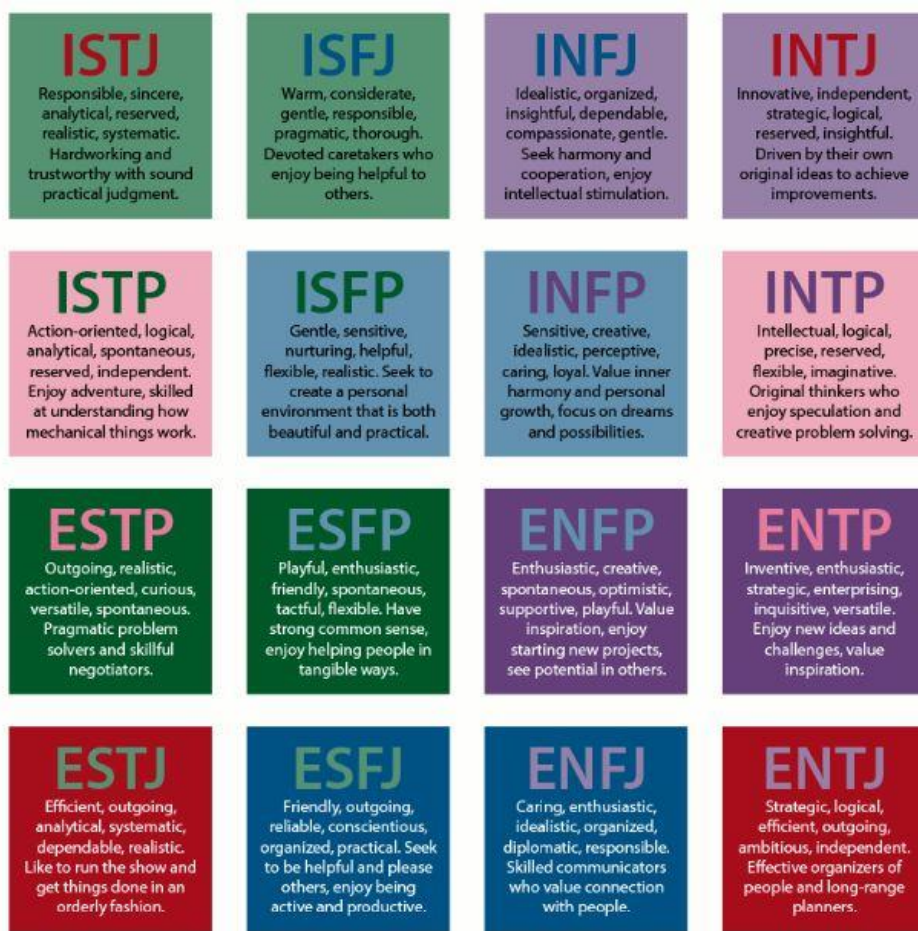 ISTJ
Responsible, sincere,
analytical, reserved,
realistic, systematic.
Hardworking and
trustworthy with sound
practical judgment.
ISFJ
Warm, considerate,
gentle, responsible,
pragmatic, thorough.
Devoted caretakers who
enjoy being helpful to
others.
INFJ
Idealistic, organized,
insightful, dependable,
compassionate, gentle.
Seek harmony and
cooperation, enjoy
intellectual stimulation.
INTJ
Innovative, independent,
strategic, logical,
reserved, insightful.
Driven by their own
original ideas to achieve
improvements.
ISTP
Action-oriented, logical,
analytical, spontaneous,
reserved, independent.
Enjoy adventure, skilled
at understanding how
mechanical things work.
ISFP
Gentle, sensitive,
nurturing, helpful,
flexible, realistic. Seek to
create a personal
environment that is both
beautiful and practical.
INFP
Sensitive, creative,
idealistic, perceptive,
caring, loyal. Value inner
harmony and personal
growth, focus on dreams
and possibilities.
INTP
Intellectual, logical,
precise, reserved,
flexible, imaginative.
Original thinkers who
enjoy speculation and
creative problem solving.
ESTP
Outgoing, realistic,
action-oriented, curious,
versatile, spontaneous.
Pragmatic problem
solvers and skillful
negotiators.
ESFP
Playful, enthusiastic,
friendly, spontaneous,
tactful, flexible. Have
strong common sense,
enjoy helping people in
tangible ways.
ENFP
Enthusiastic, creative,
spontaneous, optimistic,
supportive, playful. Value
inspiration, enjoy
starting new projects,
see potential in others.
ENTP
Inventive, enthusiastic,
strategic, enterprising,
inquisitive, versatile.
Enjoy new ideas and
challenges, value
inspiration.
ESTJ
Efficient, outgoing,
analytical, systematic,
dependable, realistic.
Like to run the show and
get things done in an
orderly fashion.
ESFJ
Friendly, outgoing,
reliable, conscientious,
organized, practical. Seek
to be helpful and please
others, enjoy being
active and productive.
ENFJ
Caring, enthusiastic,
idealistic, organized,
diplomatic, responsible.
Skilled communicators
who value connection
with people.
ENTJ
Strategic, logical,
efficient, outgoing,
ambitious, independent.
Effective organizers of
people and long-range
planners.